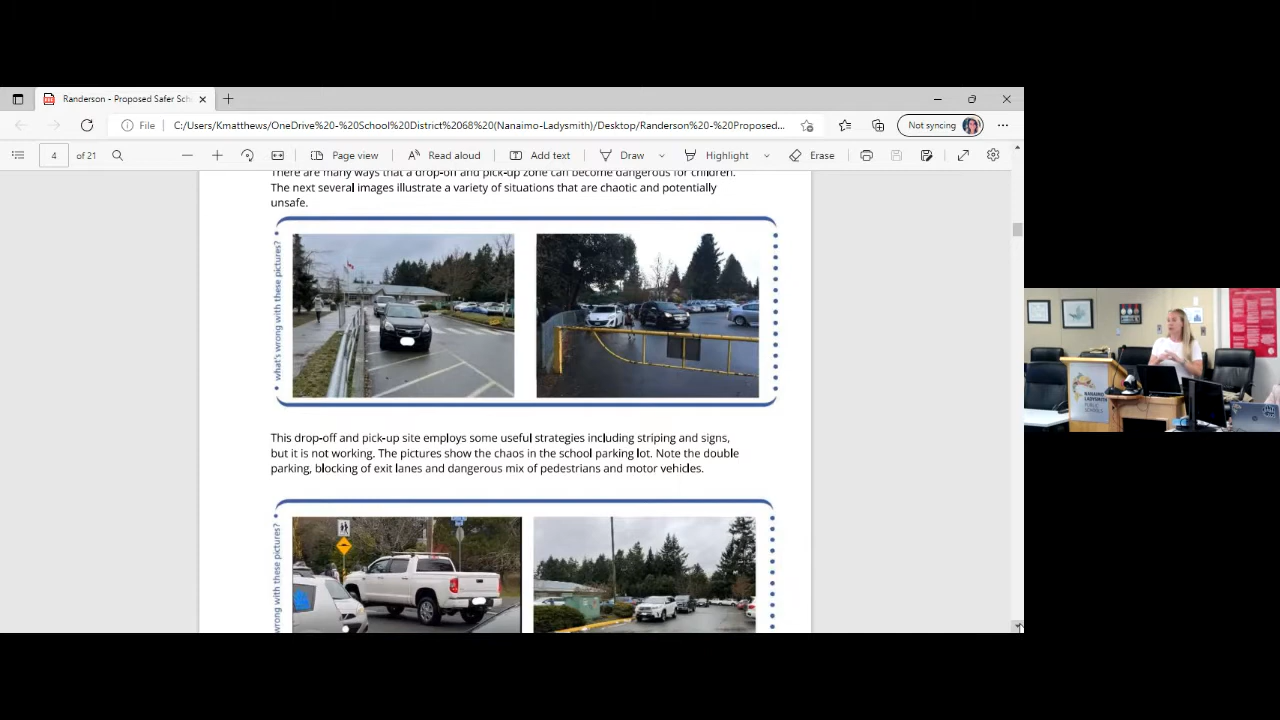 Randerson - Proposed Safer Sch
File
C:/Users/Kmatthews/OneDrive%20-%20School%20District%2068%20(Nanaimo-Ladysmith)/Desktop/Randerson%20-%20Proposed...
Not syncing
4 of 21
Page view
Read aloud
Add text
Draw
Highlight
Erase
There are many ways that a drop-off and pick-up zone can become dangerous for children.
The next several images illustrate a variety of situations that are chaotic and potentially
unsafe.
what's wrong with these pictures?
This drop-off and pick-up site employs some useful strategies including striping and signs,
but it is not working. The pictures show the chaos in the school parking lot. Note the double
parking, blocking of exit lanes and dangerous mix of pedestrians and motor vehicles.
wrong with these pictures?
NANAIMO
LADYSMITH
PUBLIC
SCHOOLS